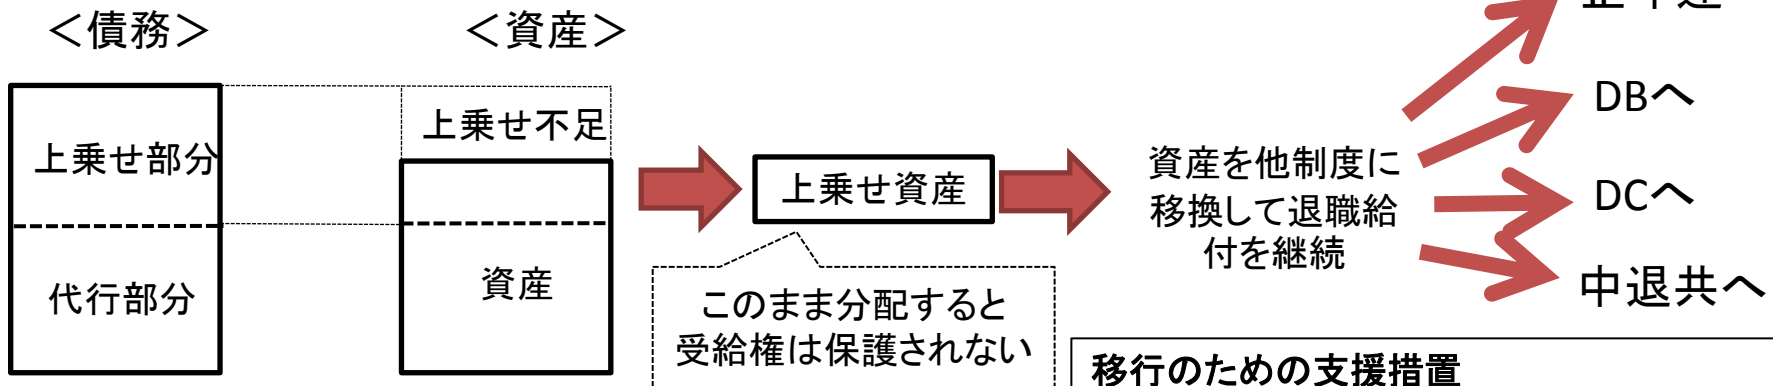 ＜債務＞
＜資産＞
上乗せ部分
代行部分
上乗せ不足
資産
上乗せ資産
このまま分配すると
受給権は保護されない
資産を他制度に
移換して退職給
付を継続
DBへ
DCへ
中退共へ
移行のための支援措置